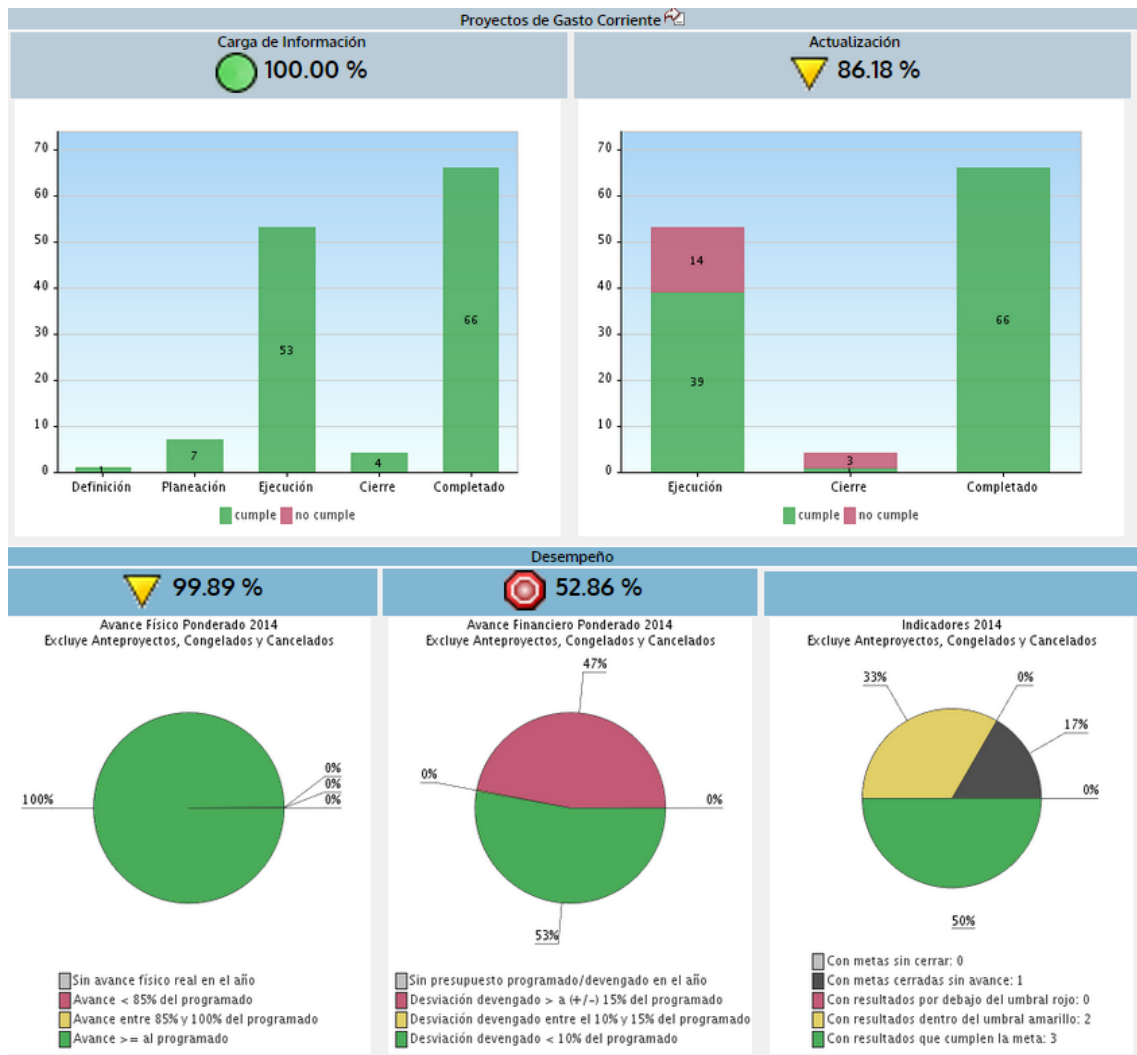 Proyectos de Gasto Corriente
Carga de Información
100.00 %
Actualización
86.18 %
70
60
50
40
30
20
10
0
1
7
53
4
66
Definición Planeación Ejecución Cierre Completado
cumple no cumple
70
60
50
40
30
20
10
0
14
39
3
66
Ejecución Cierre Completado
cumple no cumple
Desempeño
99.89 %
Avance Físico Ponderado 2014
Excluye Anteproyectos, Congelados y Cancelados
100%
0%
0%
0%
Sin avance físico real en el año
Avance < 85% del programado
Avance entre 85% y 100% del programado
Avance >= al programado
52.86 %
Avance Financiero Ponderado 2014
Excluye Anteproyectos, Congelados y Cancelados
47%
0%
0%
53%
Sin presupuesto programado/devengado en el año
Desviación devengado > a (+/-) 15% del programado
Desviación devengado entre el 10% y 15% del programado
Desviación devengado < 10% del programado
Indicadores 2014
Excluye Anteproyectos, Congelados y Cancelados
33%
0%
17%
0%
50%
Con metas sin cerrar: 0
Con metas cerradas sin avance: 1
Con resultados por debajo del umbral rojo: 0
Con resultados dentro del umbral amarillo: 2
Con resultados que cumplen la meta: 3